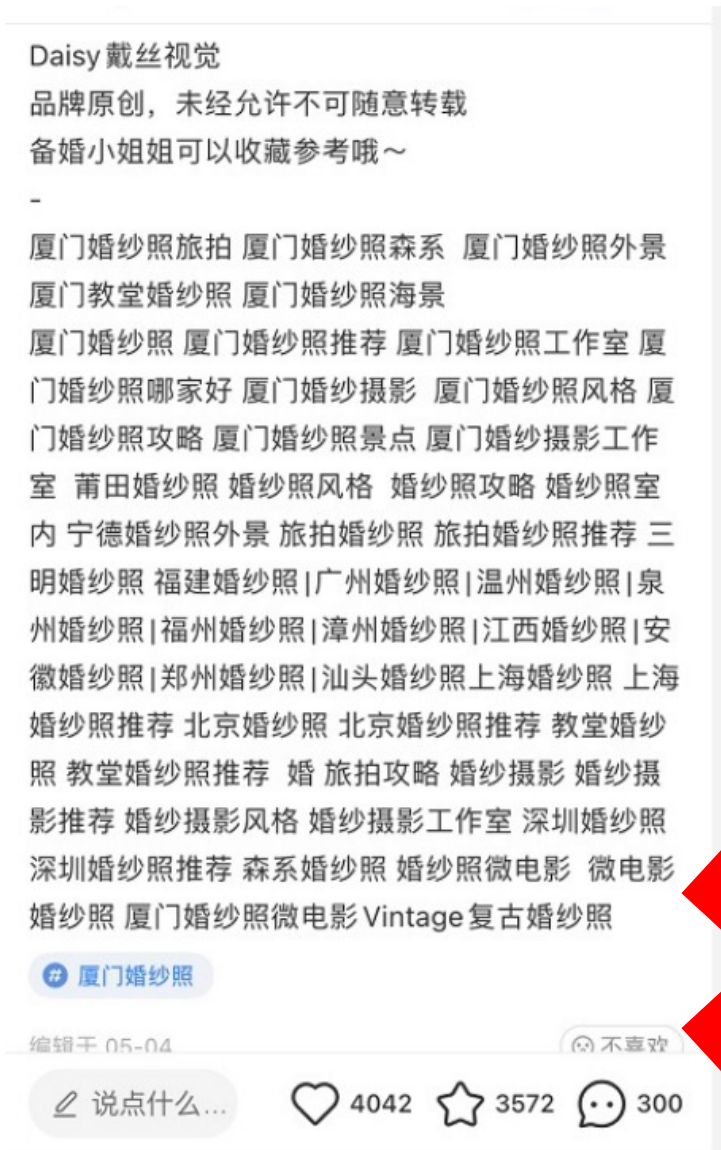 Daisy戴丝视觉
品牌原创，未经允许不可随意转载
备婚小姐姐可以收藏参考哦～
-
厦门婚纱照旅拍 厦门婚纱照森系 厦门婚纱照外景
厦门教堂婚纱照 厦门婚纱照海景
厦门婚纱照 厦门婚纱照推荐 厦门婚纱照工作室 厦
门婚纱照哪家好 厦门婚纱摄影 厦门婚纱照风格 厦
门婚纱照攻略 厦门婚纱照景点 厦门婚纱摄影工作
室 莆田婚纱照 婚纱照风格 婚纱照攻略 婚纱照室
内 宁德婚纱照外景 旅拍婚纱照 旅拍婚纱照推荐 三
明婚纱照 福建婚纱照|广州婚纱照|温州婚纱照|泉
州婚纱照|福州婚纱照|漳州婚纱照|江西婚纱照|安
徽婚纱照|郑州婚纱照|汕头婚纱照上海婚纱照 上海
婚纱照推荐 北京婚纱照 北京婚纱照推荐 教堂婚纱
照 教堂婚纱照推荐 婚 旅拍攻略 婚纱摄影 婚纱摄
影推荐 婚纱摄影风格 婚纱摄影工作室 深圳婚纱照
深圳婚纱照推荐 森系婚纱照 婚纱照微电影 微电影
婚纱照 厦门婚纱照微电影Vintage复古婚纱照
# 厦门婚纱照
编辑于 05-04 不喜欢
说点什么... 4042 3572 300